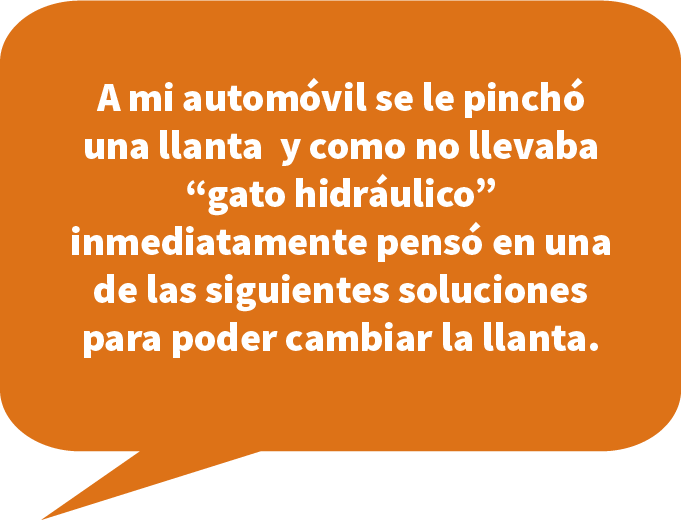 A mi automóvil se le pinchó
una llanta  y como no llevaba
“gato hidráulico”
inmediatamente pensó en una
de las siguientes soluciones
para poder cambiar la llanta.